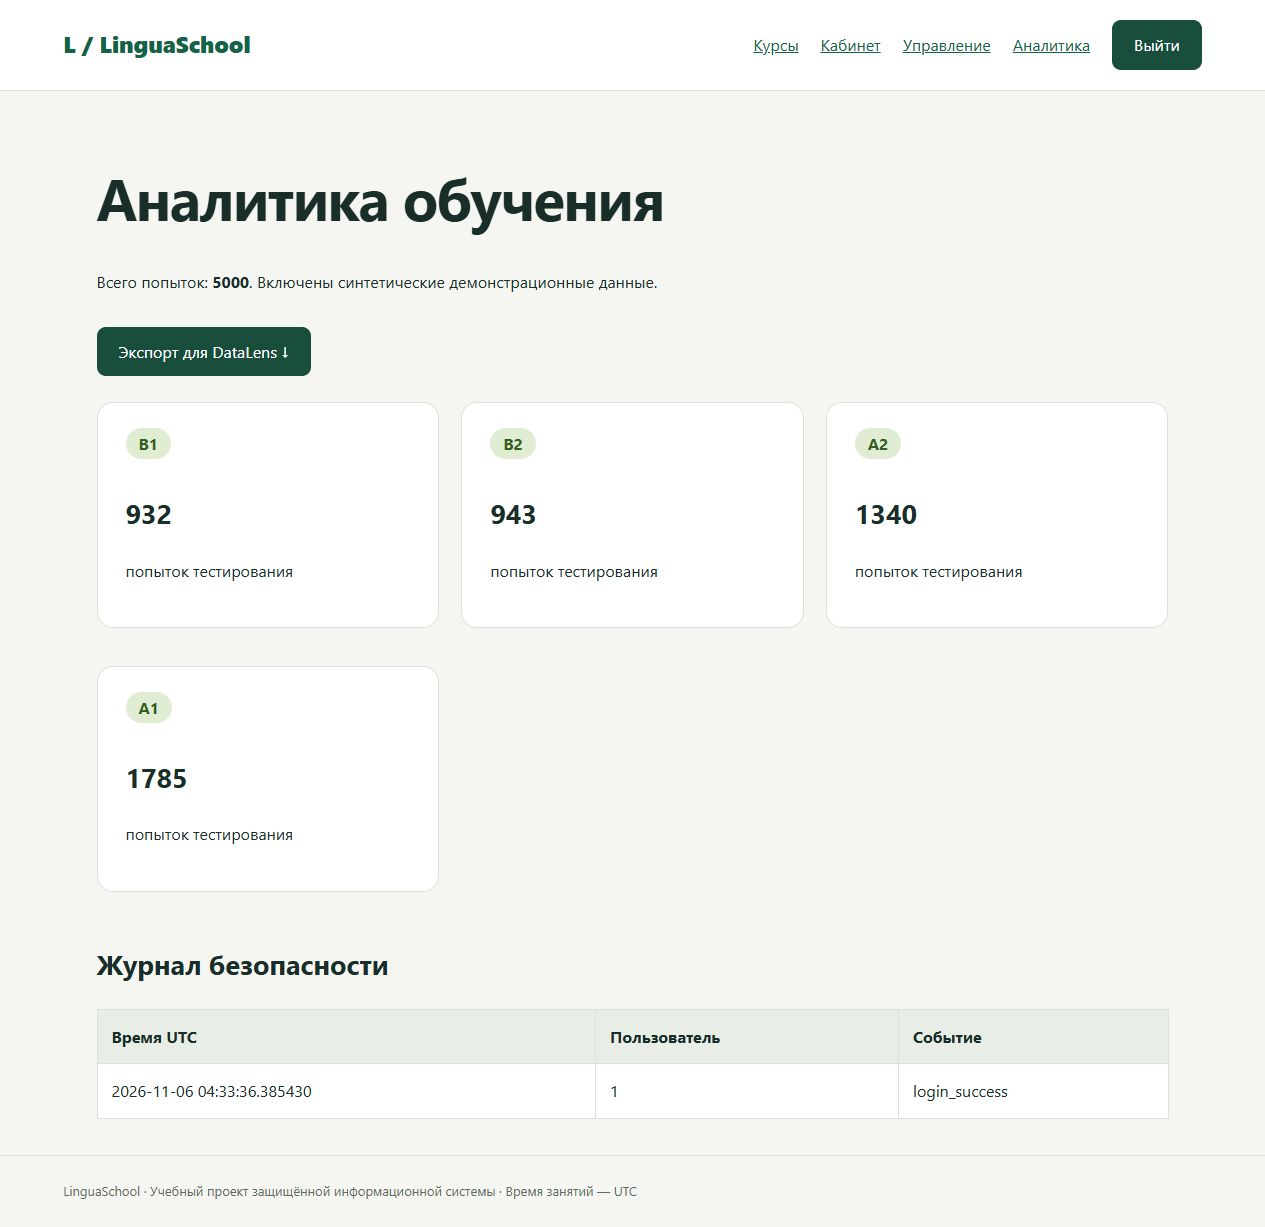 L / LinguaSchool
Курсы Кабинет Управление Аналитика Выйти
Аналитика обучения
Всего попыток: 5000. Включены синтетические демонстрационные данные.
Экспорт для DataLens ↓
B1
932
попыток тестирования
B2
943
попыток тестирования
A2
1340
попыток тестирования
A1
1785
попыток тестирования
Журнал безопасности
Время UTC Пользователь Событие
2026-11-06 04:33:36.385430 1 login_success
LinguaSchool · Учебный проект защищённой информационной системы · Время занятий — UTC